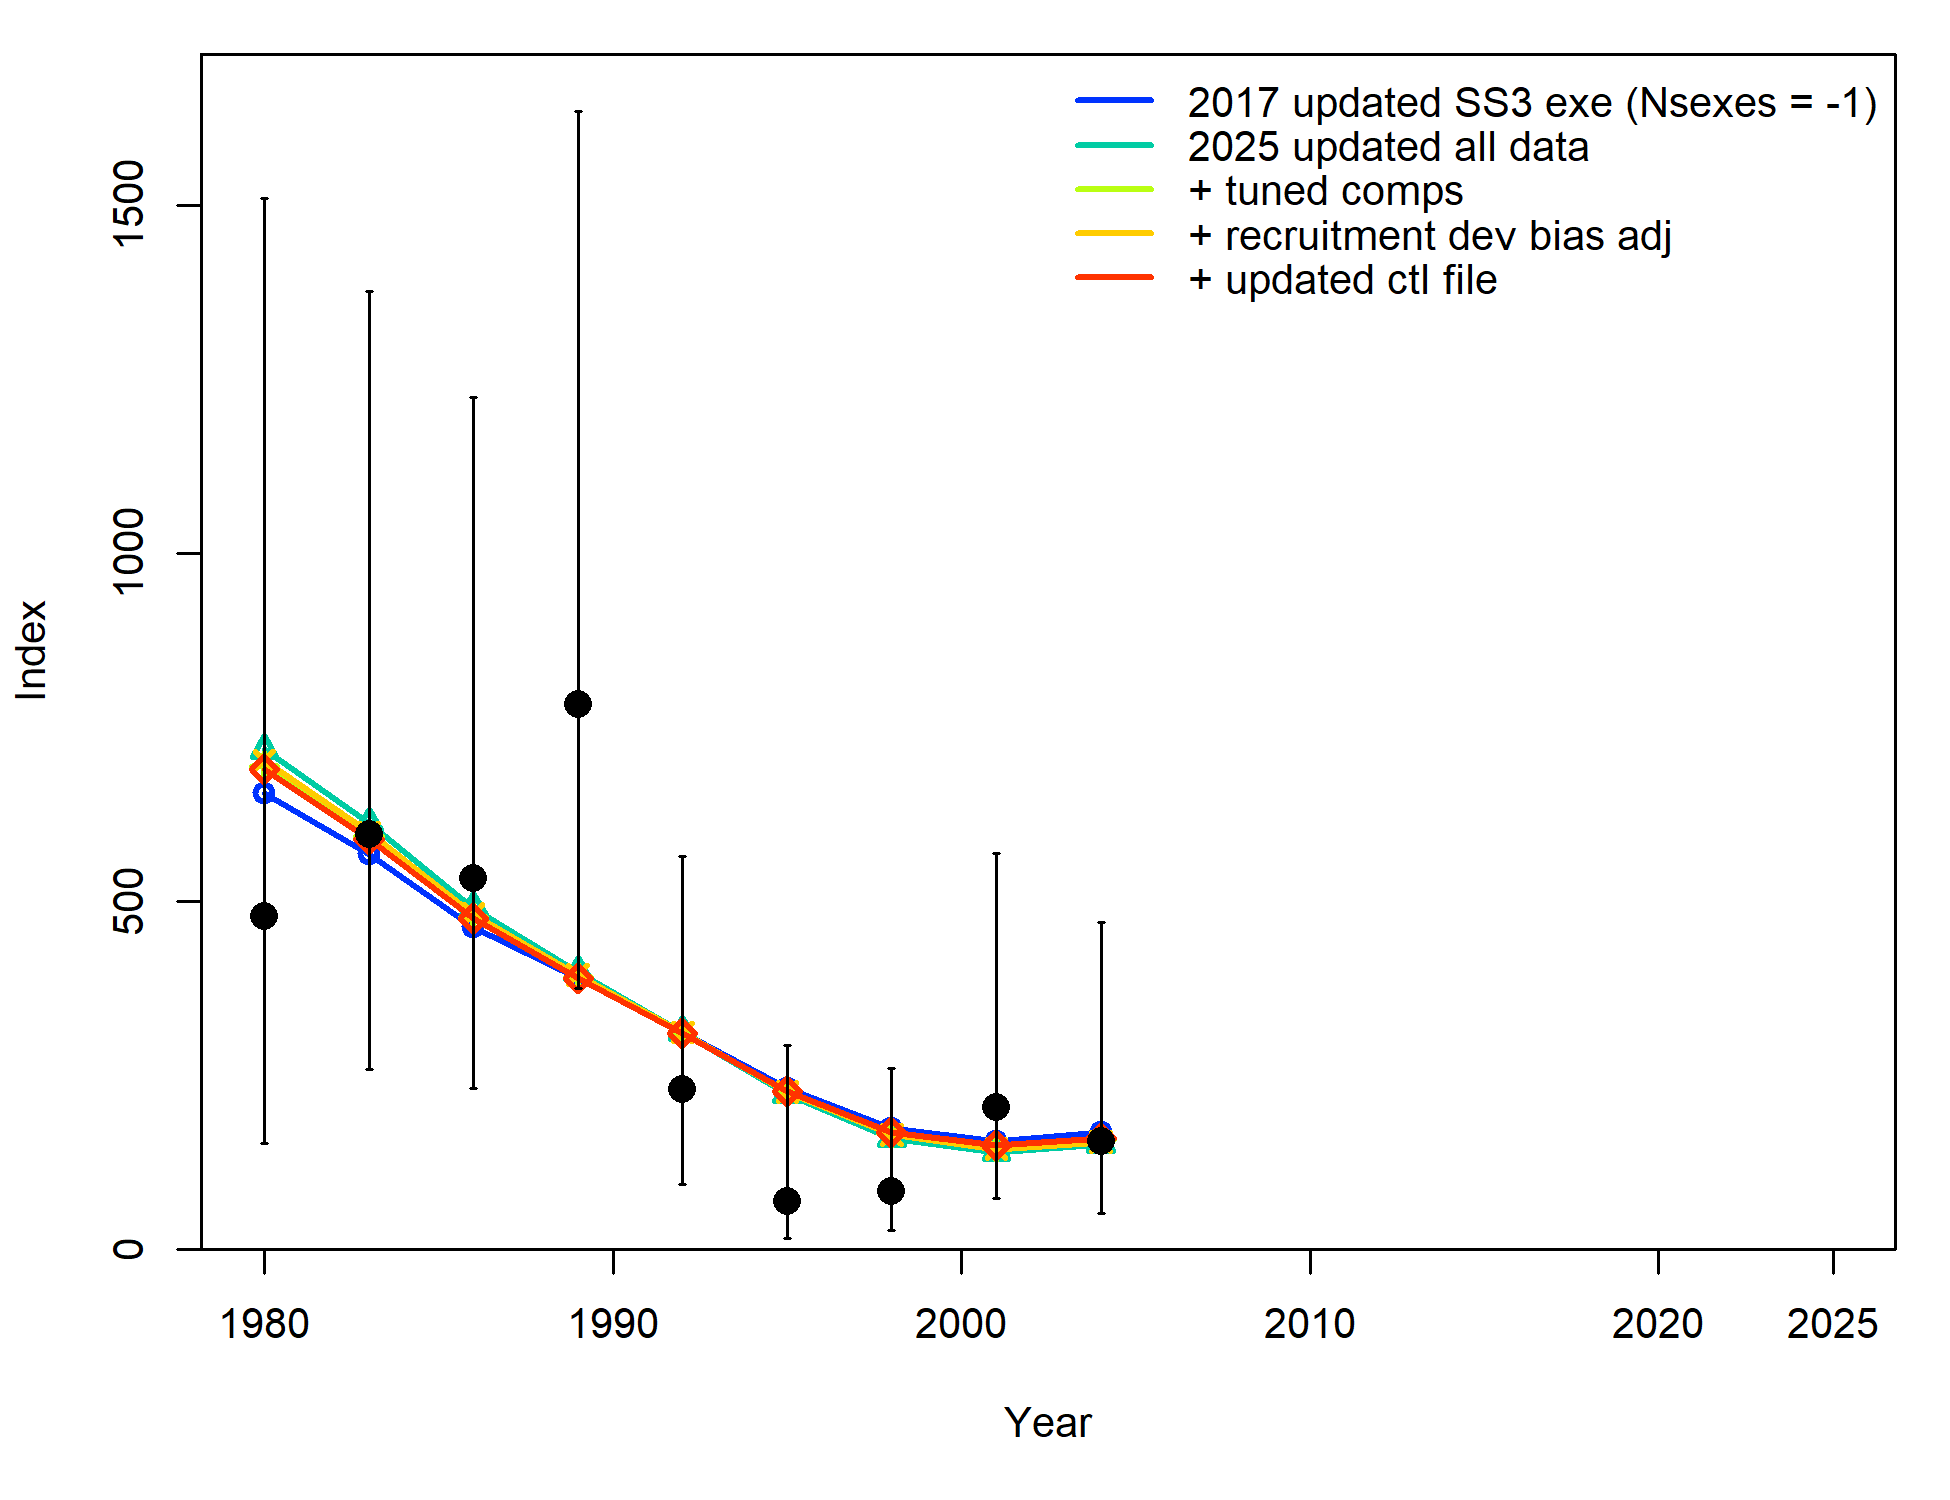 2017 updated SS3 exe (Nsexes = -1)
2025 updated all data
+ tuned comps
+ recruitment dev bias adj
+ updated ctl file
1500
1000
500
0
Index
1980 1990 2000 2010 2020 2025
Year